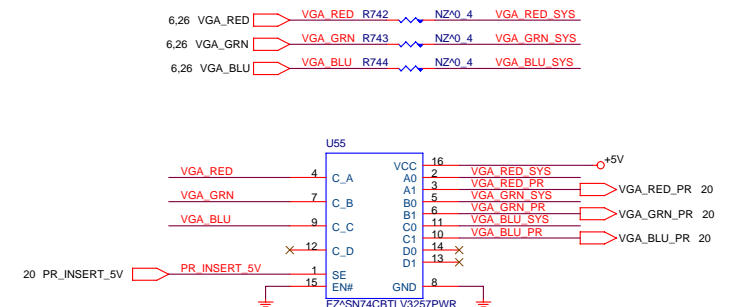 6,26 VGA_RED VGA_RED R742 NZ^0_4 VGA_RED_SYS
6,26 VGA_GRN VGA_GRN R743 NZ^0_4 VGA_GRN_SYS
6,26 VGA_BLU VGA_BLU R744 NZ^0_4 VGA_BLU_SYS
U55
VCC 16 +5V
VGA_RED 4 C_A A0 2 VGA_RED_SYS
A1 3 VGA_RED_PR VGA_RED_PR 20
VGA_GRN 7 C_B B0 5 VGA_GRN_SYS
B1 6 VGA_GRN_PR VGA_GRN_PR 20
VGA_BLU 9 C_C C0 11 VGA_BLU_SYS
C1 10 VGA_BLU_PR VGA_BLU_PR 20
12 C_D D0 14
D1 13
20 PR_INSERT_5V PR_INSERT_5V 1 SE
15 EN# GND 8
EZ^SN74CBTLV3257PWR